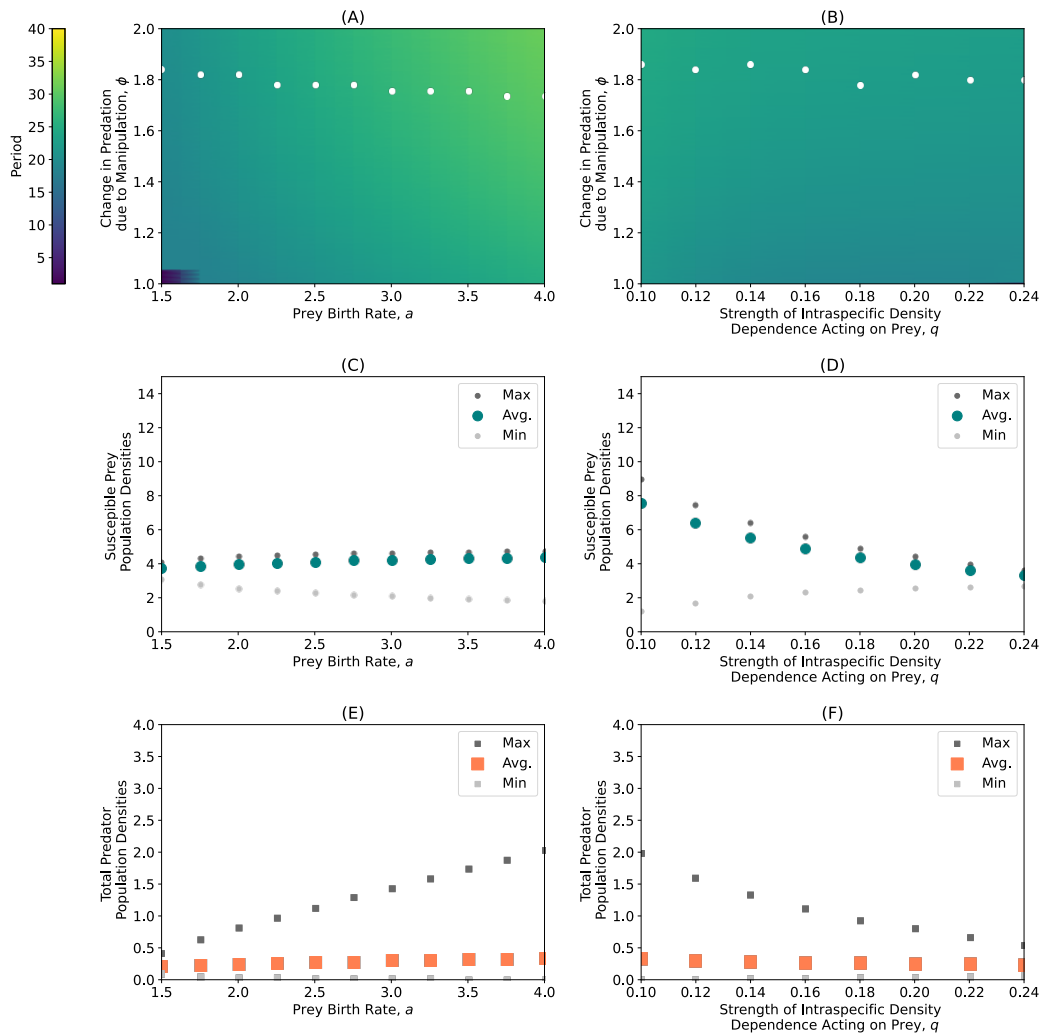 (A)
(B)
40
35
30
25
20
15
10
5
Period
2.0
1.8
1.6
1.4
1.2
1.0
Change in Predation
due to Manipulation, ϕ
1.5 2.0 2.5 3.0 3.5 4.0
Prey Birth Rate, a
2.0
1.8
1.6
1.4
1.2
1.0
Change in Predation
due to Manipulation, ϕ
0.10 0.12 0.14 0.16 0.18 0.20 0.22 0.24
Strength of Intraspecific Density
Dependence Acting on Prey, q
(C)
14
12
10
8
6
4
2
0
Suscepible Prey
Population Densities
Max
Avg.
Min
1.5 2.0 2.5 3.0 3.5 4.0
Prey Birth Rate, a
(D)
14
12
10
8
6
4
2
0
Suscepible Prey
Population Densities
Max
Avg.
Min
0.10 0.12 0.14 0.16 0.18 0.20 0.22 0.24
Strength of Intraspecific Density
Dependence Acting on Prey, q
(E)
4.0
3.5
3.0
2.5
2.0
1.5
1.0
0.5
0.0
Total Predator
Population Densities
Max
Avg.
Min
1.5 2.0 2.5 3.0 3.5 4.0
Prey Birth Rate, a
(F)
4.0
3.5
3.0
2.5
2.0
1.5
1.0
0.5
0.0
Total Predator
Population Densities
Max
Avg.
Min
0.10 0.12 0.14 0.16 0.18 0.20 0.22 0.24
Strength of Intraspecific Density
Dependence Acting on Prey, q